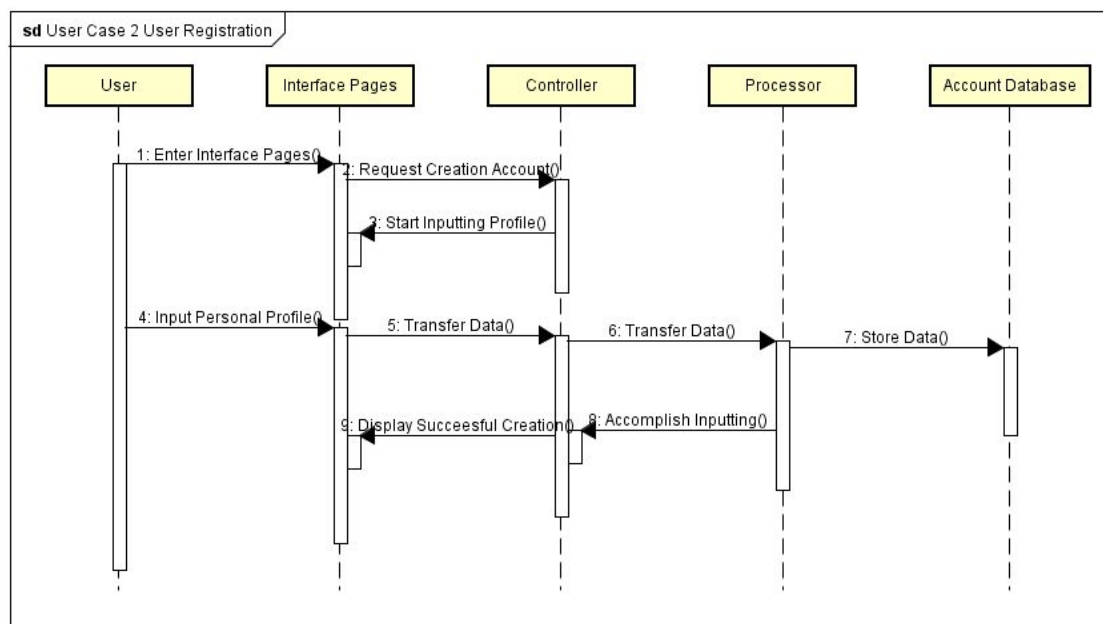 sd User Case 2 User Registration
User
Interface Pages
Controller
Processor
Account Database
1: Enter Interface Pages()
2: Request Creation Account()
3: Start Inputting Profile()
4: Input Personal Profile()
5: Transfer Data()
6: Transfer Data()
7: Store Data()
8: Accomplish Inputting()
9: Display Succeesful Creation()